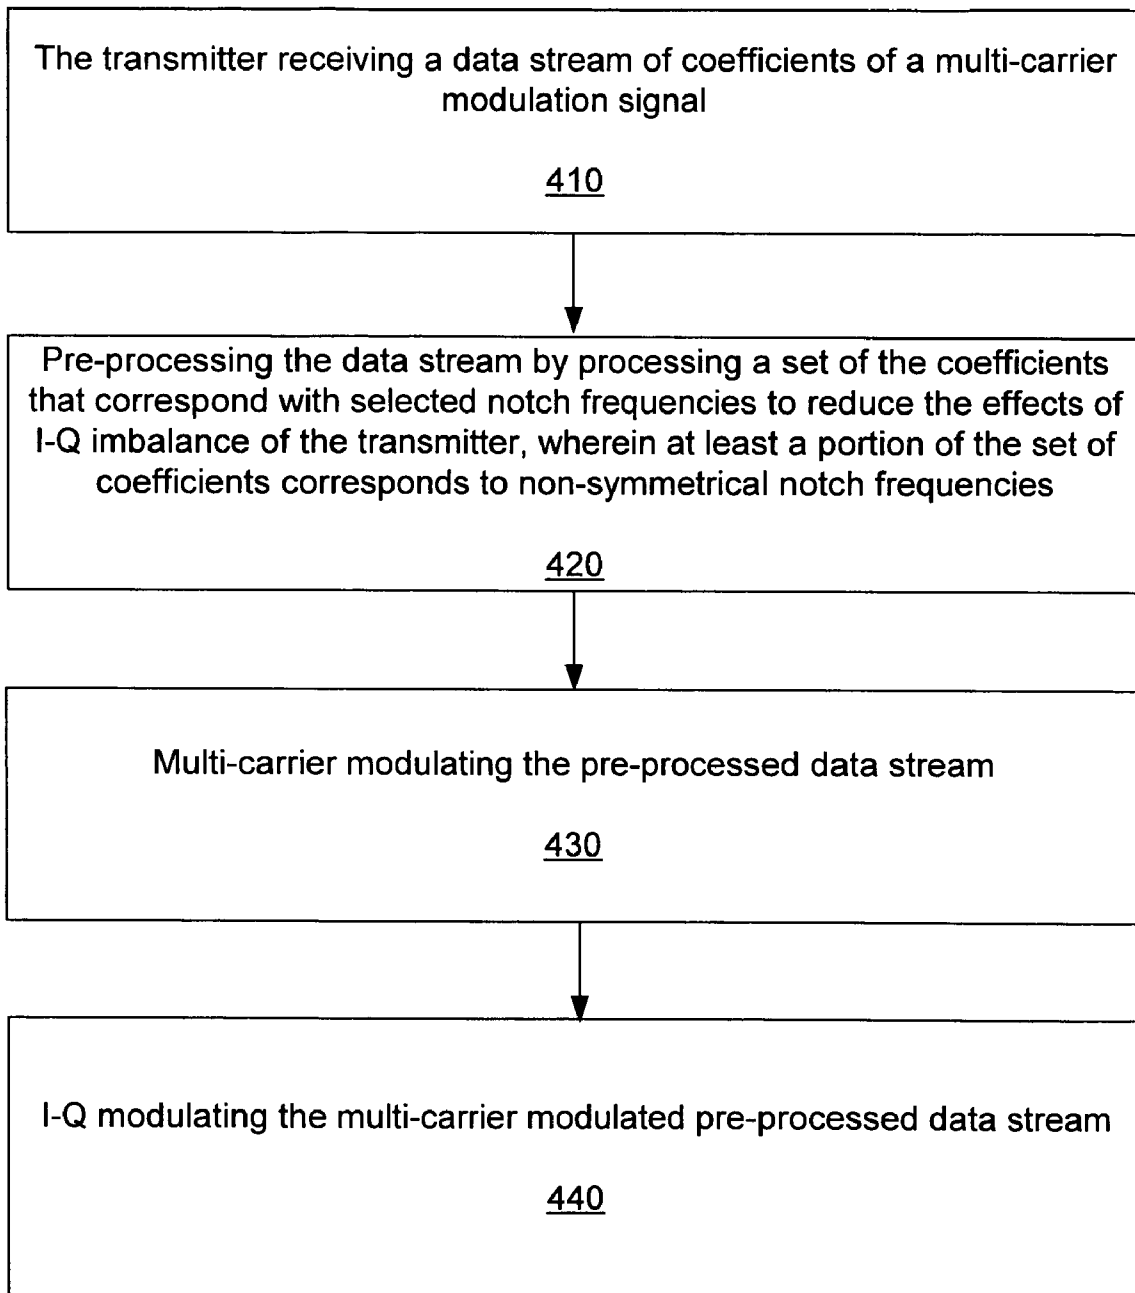 The transmitter receiving a data stream of coefficients of a multi-carrier
modulation signal
410
Pre-processing the data stream by processing a set of the coefficients
that correspond with selected notch frequencies to reduce the effects of
I-Q imbalance of the transmitter, wherein at least a portion of the set of
coefficients corresponds to non-symmetrical notch frequencies
420
Multi-carrier modulating the pre-processed data stream
430
I-Q modulating the multi-carrier modulated pre-processed data stream
440